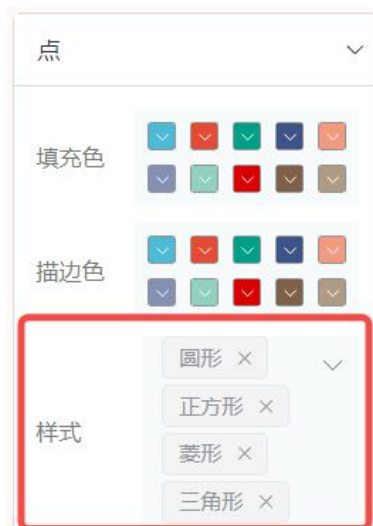 点
填充色
描边色
样式
圆形 ×
正方形 ×
菱形 ×
三角形 ×